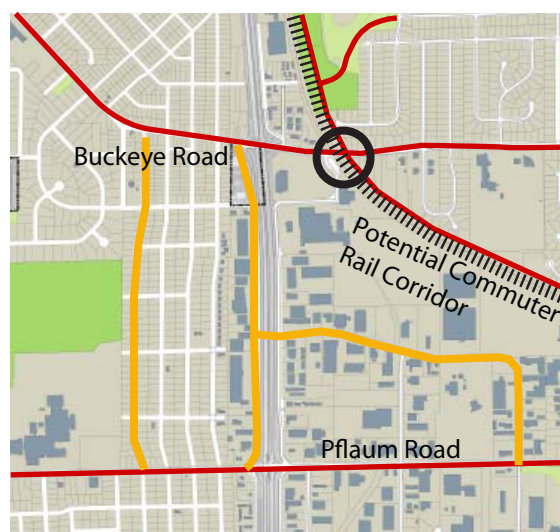 Buckeye Road
Potential Commuter
Rail Corridor
Pflaum Road